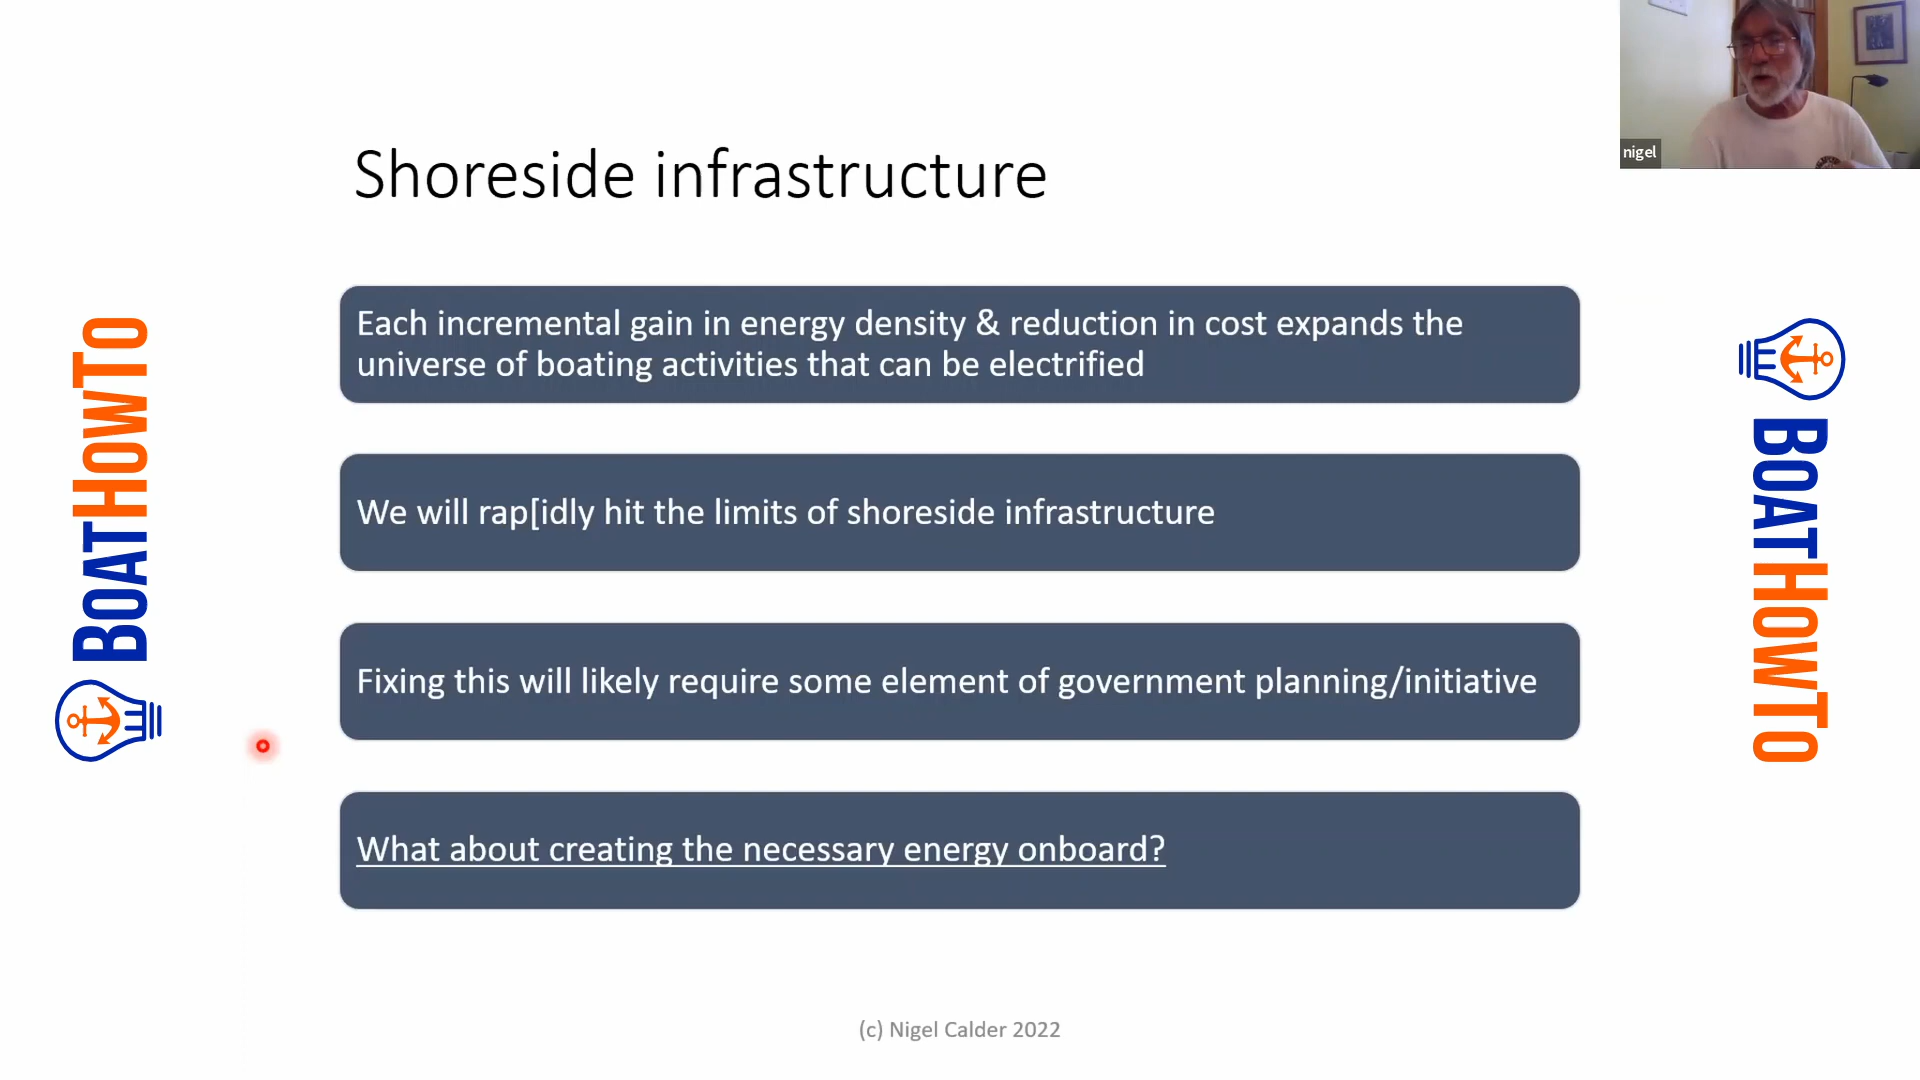 nigel
Shoreside infrastructure
Each incremental gain in energy density & reduction in cost expands the
universe of boating activities that can be electrified
We will rap[idly hit the limits of shoreside infrastructure
Fixing this will likely require some element of government planning/initiative
What about creating the necessary energy onboard?
BOATHOWTO
BOATHOWTO
(c) Nigel Calder 2022